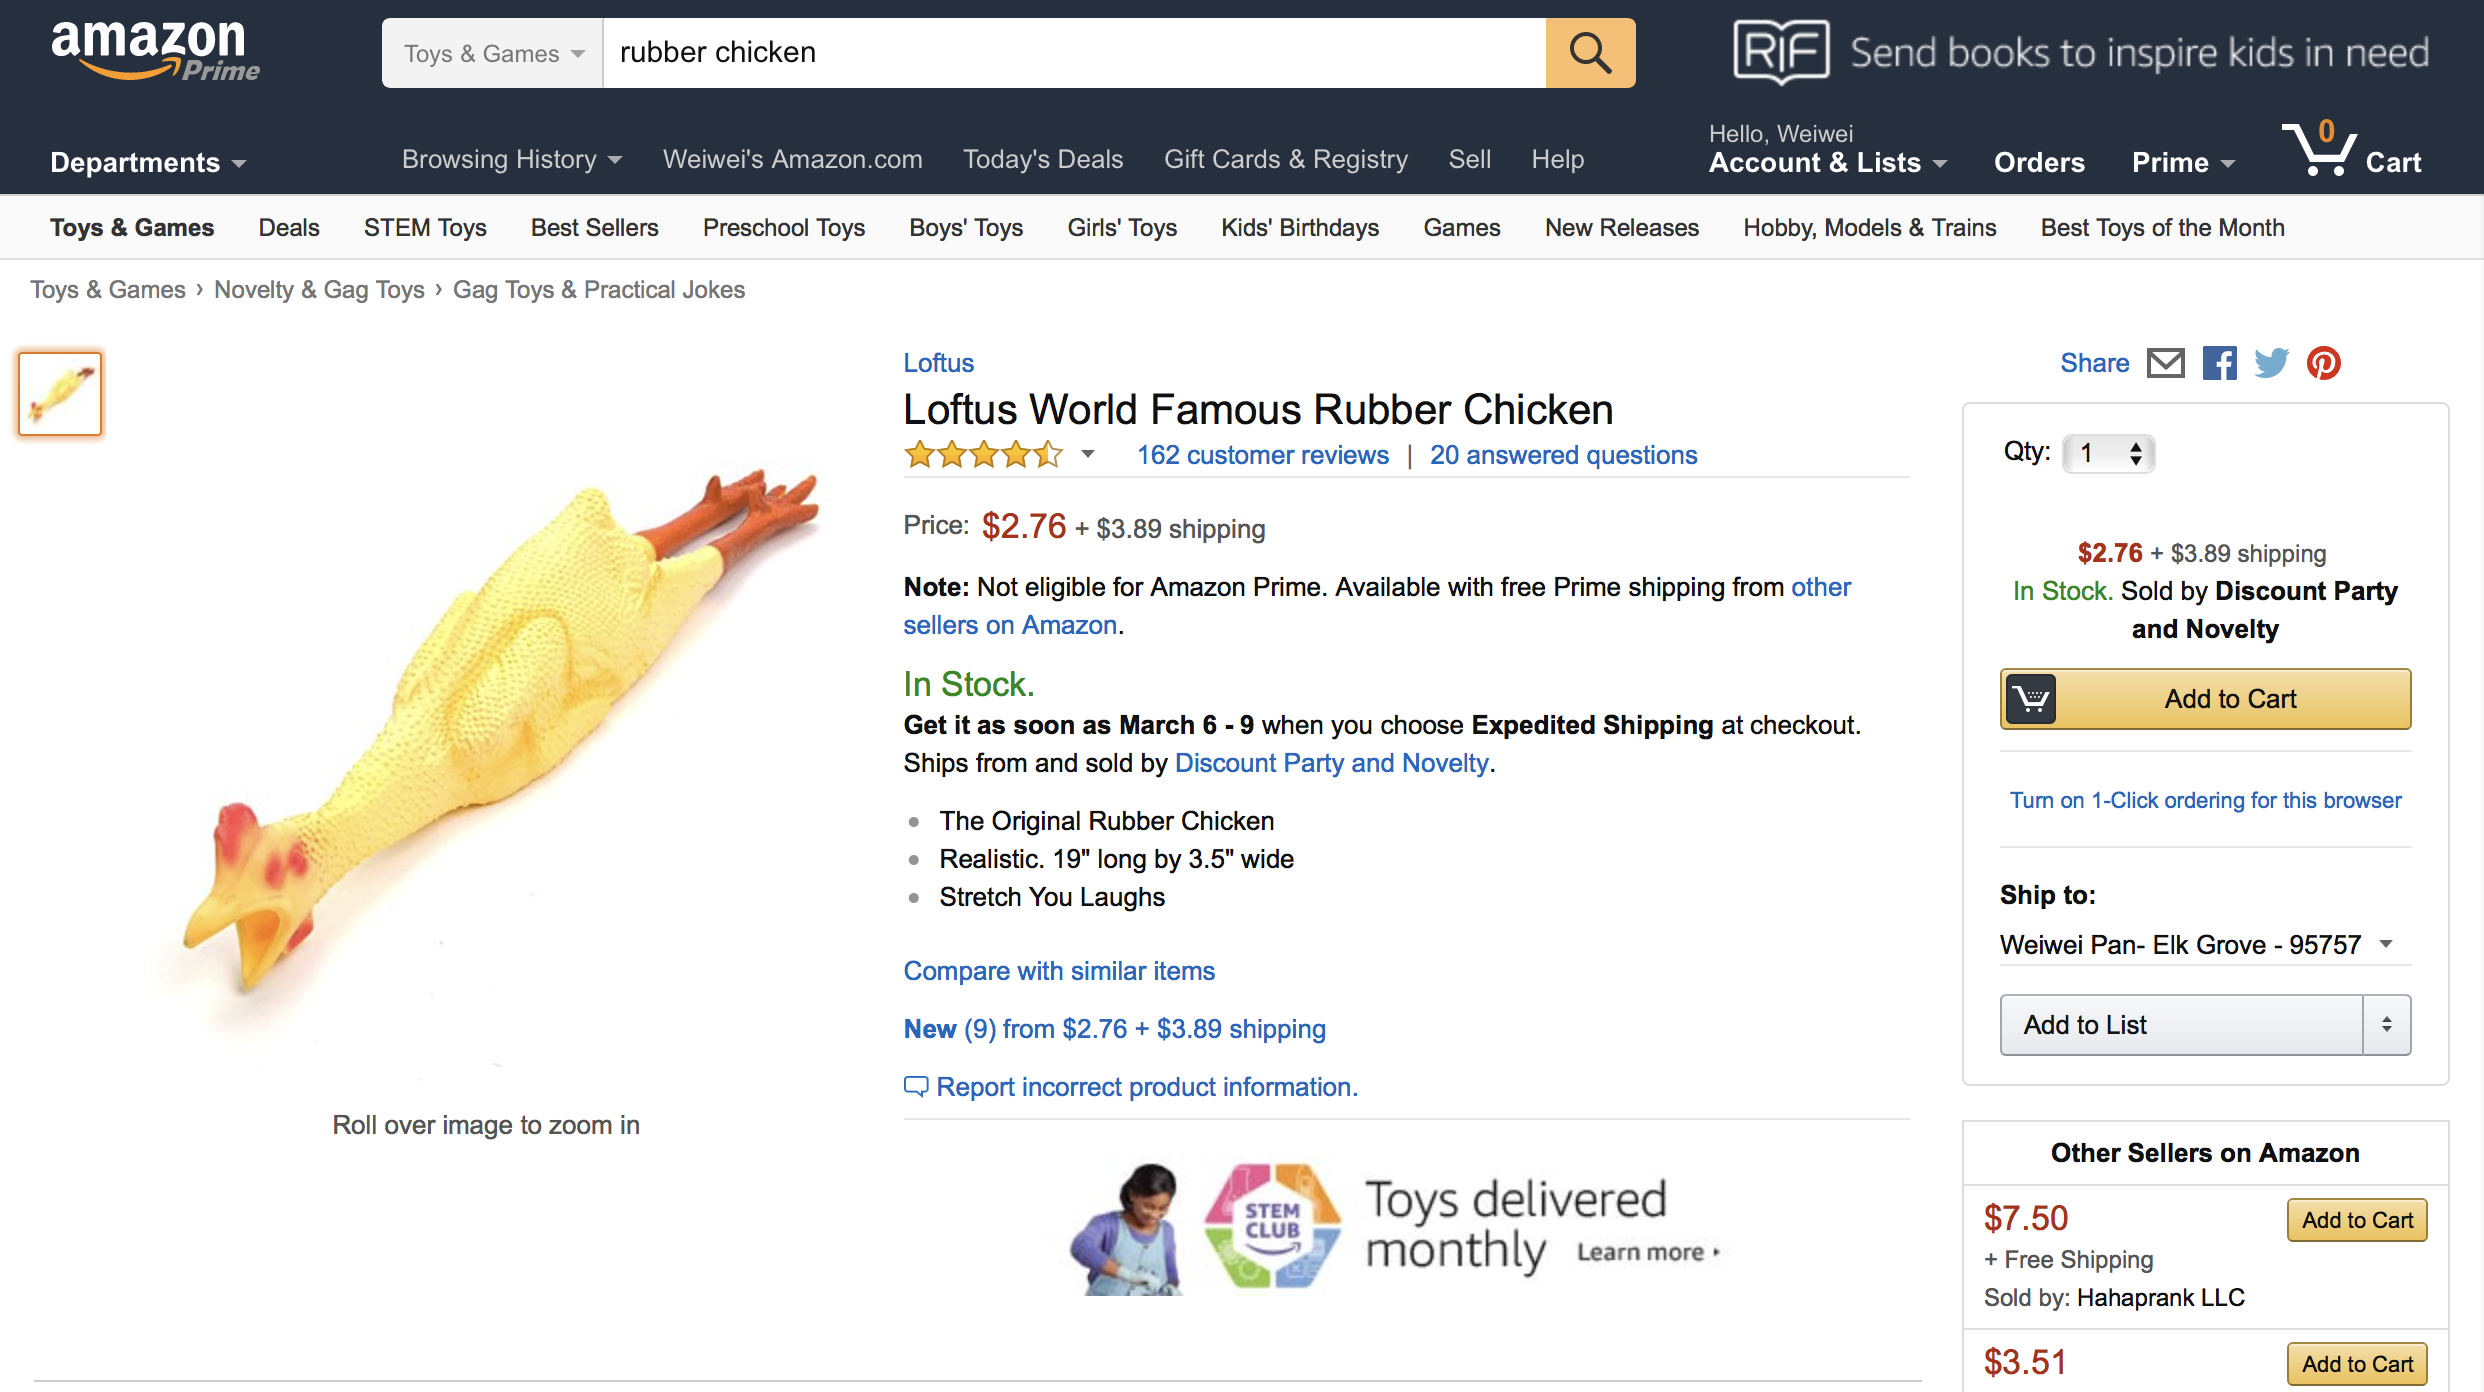 amazon
Prime
Toys & Games
rubber chicken
RIF
Send books to inspire kids in need
Departments
Browsing History
Weiwei's Amazon.com
Today's Deals
Gift Cards & Registry
Sell
Help
Hello, Weiwei
Account & Lists
Orders
Prime
0
Cart
Toys & Games
Deals
STEM Toys
Best Sellers
Preschool Toys
Boys' Toys
Girls' Toys
Kids' Birthdays
Games
New Releases
Hobby, Models & Trains
Best Toys of the Month
Toys & Games › Novelty & Gag Toys › Gag Toys & Practical Jokes
Roll over image to zoom in
Loftus
Loftus World Famous Rubber Chicken
162 customer reviews | 20 answered questions
Price: $2.76 + $3.89 shipping
Note: Not eligible for Amazon Prime. Available with free Prime shipping from other
sellers on Amazon.
In Stock.
Get it as soon as March 6 - 9 when you choose Expedited Shipping at checkout.
Ships from and sold by Discount Party and Novelty.
The Original Rubber Chicken
Realistic. 19" long by 3.5" wide
Stretch You Laughs
Compare with similar items
New (9) from $2.76 + $3.89 shipping
Report incorrect product information.
STEM
CLUB
Toys delivered
monthly Learn more
Share
Qty: 1
$2.76 + $3.89 shipping
In Stock. Sold by Discount Party
and Novelty
Add to Cart
Turn on 1-Click ordering for this browser
Ship to:
Weiwei Pan- Elk Grove - 95757
Add to List
Other Sellers on Amazon
$7.50
Add to Cart
+ Free Shipping
Sold by: Hahaprank LLC
$3.51
Add to Cart